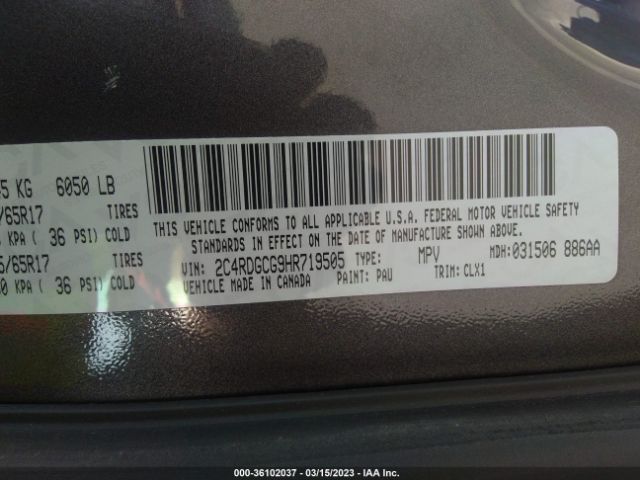 5 KG 6050 LB
/65R17 TIRES
KPA ( 36 PSI) COLD
/65R17 TIRES
0 KPA ( 36 PSI) COLD
THIS VEHICLE CONFORMS TO ALL APPLICABLE U.S.A. FEDERAL MOTOR VEHICLE SAFETY
STANDARDS IN EFFECT ON THE DATE OF MANUFACTURE SHOWN ABOVE.
VIN: 2C4RDGCG9HR719505 TYPE: MPV MDH:031506 886AA
VEHICLE MADE IN CANADA PAINT: PAU TRIM: CLX1
000-36102037 - 03/15/2023 - IAA Inc.